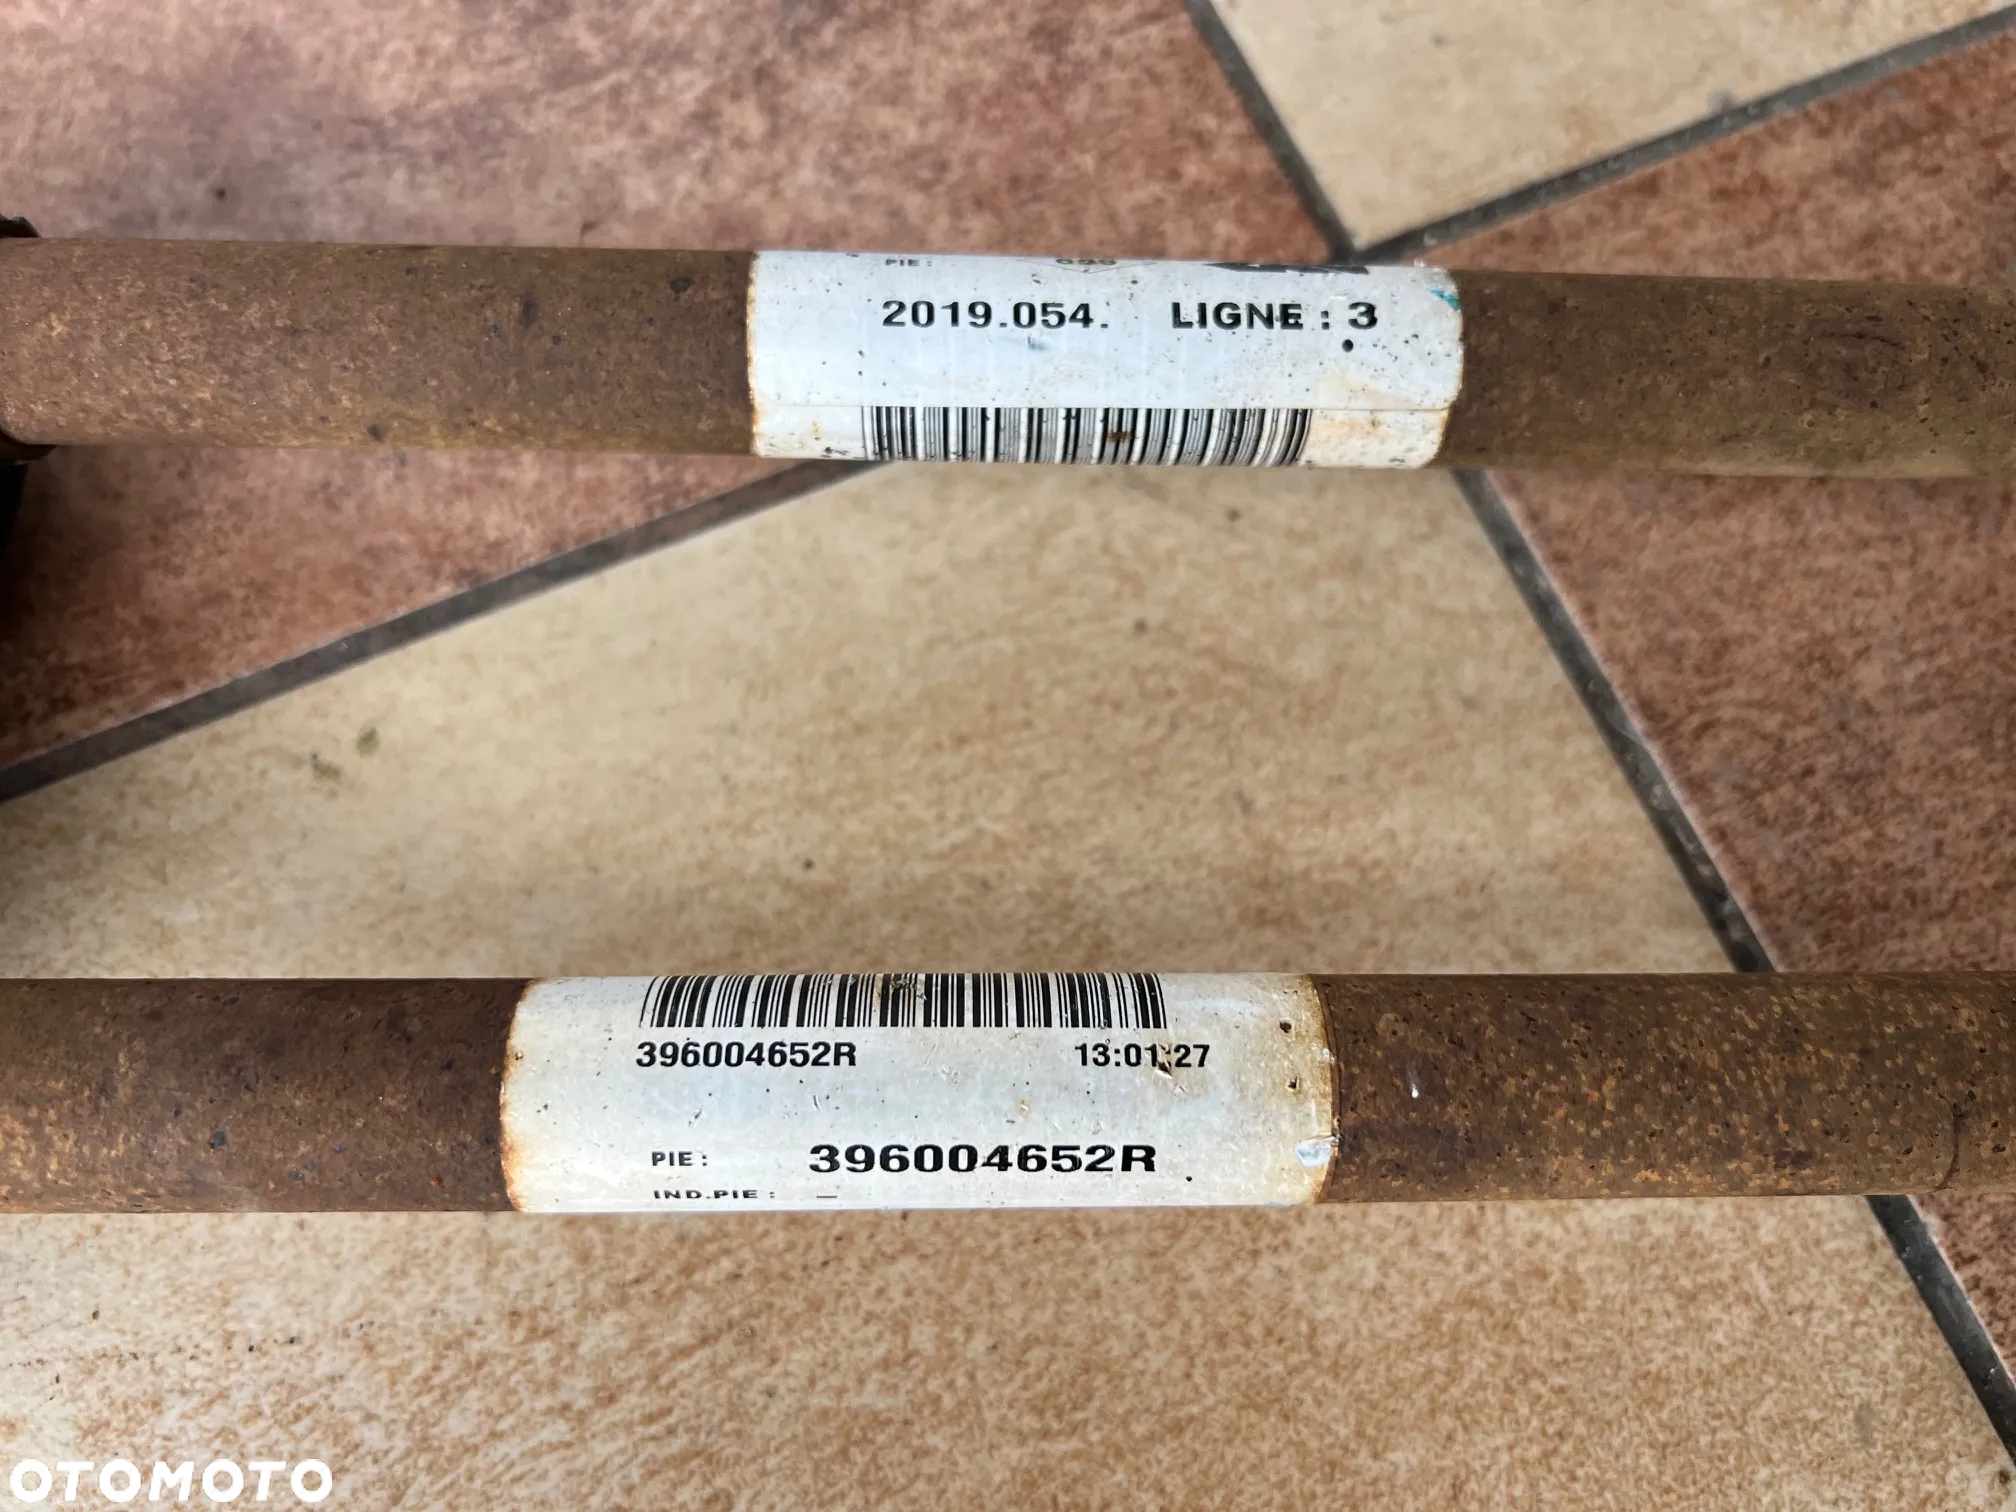 PIE:
2019.054. LIGNE : 3
396004652R 13:01:27
PIE: 396004652R
IND.PIE : _
OTOMOTO